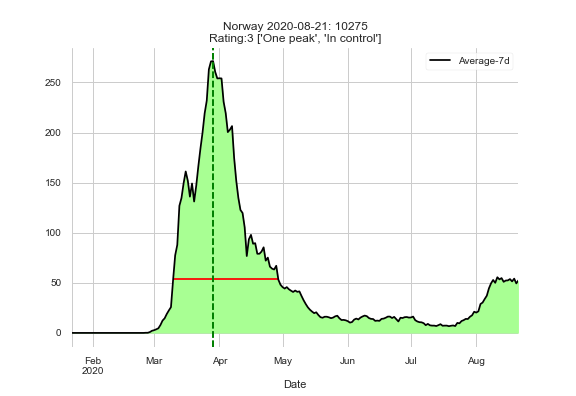 Norway 2020-08-21: 10275
Rating:3 ['One peak', 'In control']
Average-7d
250
200
150
100
50
0
Feb
2020
Mar
Apr
May
Jun
Jul
Aug
Date